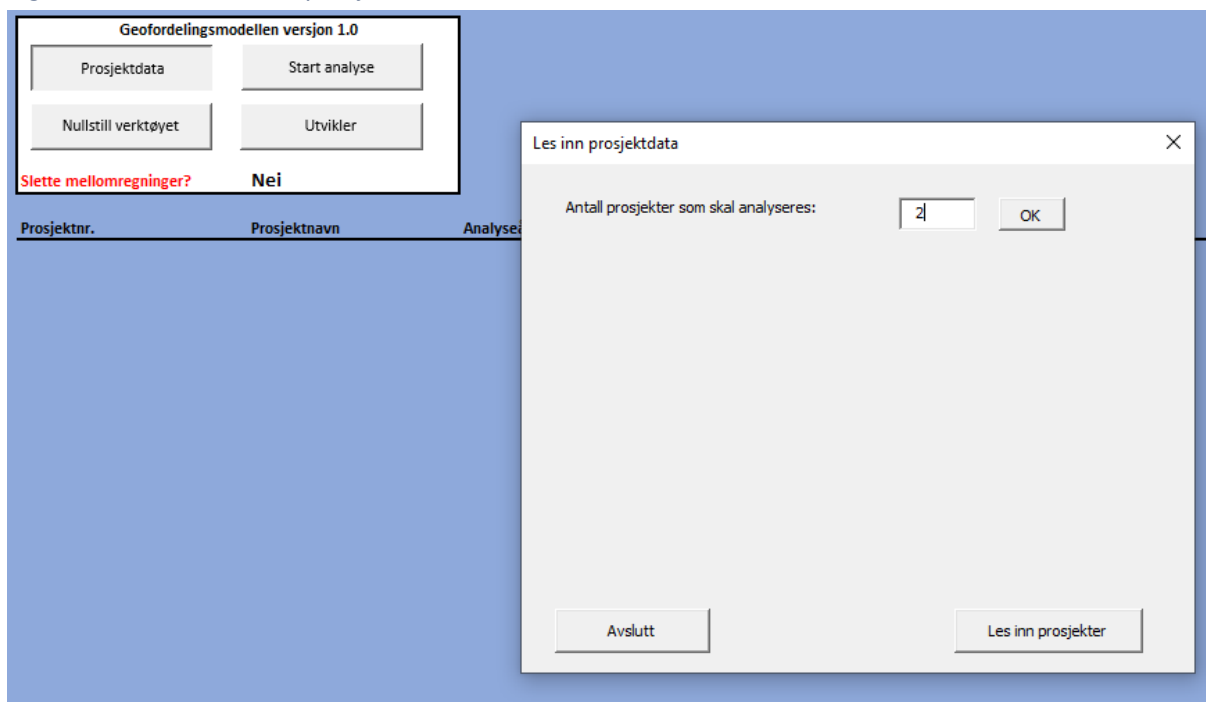 Geofordelingsmodellen versjon 1.0
Prosjektdata
Start analyse
Nullstill verktøyet
Utvikler
Slette mellomregninger?
Nei
Prosjektnr.
Prosjektnavn
Les inn prosjektdata
Antall prosjekter som skal analyseres:
2
OK
Avslutt
Les inn prosjekter